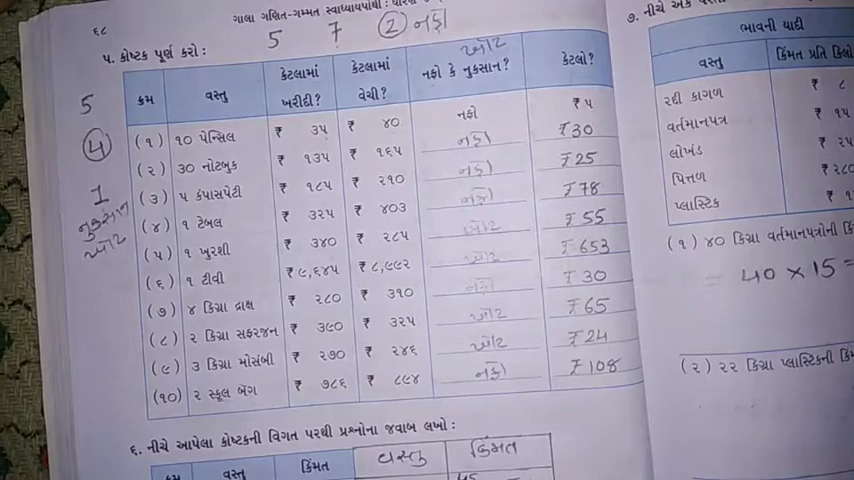 ૬૮
ગાલા ગણિત-ગમ્મત સ્વાધ્યાયપોથી :
5 7 2 નફો
૫. કોષ્ટક પૂર્ણ કરો :
ક્રમ વસ્તુ કેટલામાં ખરીદી? કેટલામાં વેચી? નફો કે નુકસાન? ખોટ કેટલો?
(૧) ૧૦ પેન્સિલ ₹ ૩૫ ₹ ૪૦ નફો ₹ ૫
(૨) ૩૦ નોટબુક ₹ ૧૩૫ ₹ ૧૬૫ નફો ₹30
(૩) ૫ કંપાસપેટી ₹ ૧૮૫ ₹ ૨૧૦ નફો ₹25
(૪) ૧ ટેબલ ₹ ૩૨૫ ₹ ૪૦૩ નફો ₹78
(૫) ૧ ખુરશી ₹ ૩૪૦ ₹ ૨૮૫ ખોટ ₹55
(૬) ૧ ટીવી ₹૯,૬૪૫ ₹૮,૯૯૨ ખોટ ₹653
(૭) ૪ કિગ્રા દ્રાક્ષ ₹ ૨૮૦ ₹ ૩૧૦ નફો ₹30
(૮) ૨ કિગ્રા સફરજન ₹ ૩૯૦ ₹ ૩૨૫ ખોટ ₹65
(૯) ૩ કિગ્રા મોસંબી ₹ ૨૭૦ ₹ ૨૪૬ ખોટ ₹24
(૧૦) ૨ સ્કૂલ બૅગ ₹ ૭૮૬ ₹ ૮૯૪ નફો ₹108
5
4
1
નુકસાન
ખોટ
૬. નીચે આપેલા કોષ્ટકની વિગત પરથી પ્રશ્નોના જવાબ લખો :
ક્રમ વસ્તુ કિંમત વસ્તુ કિંમત
૭. નીચે
ભાવની યાદી
વસ્તુ કિંમત પ્રતિ કિલો
રદ્દી કાગળ ₹ ૮
વર્તમાનપત્ર ₹ ૧૫
લોખંડ
પિત્તળ ₹ ૨૮૦
પ્લાસ્ટિક
(૧) ૪૦ કિગ્રા વર્તમાનપત્રોની
= 40 × 15 =
(૨) ૨૨ કિગ્રા પ્લાસ્ટિકની